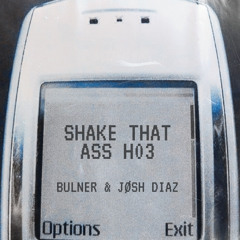 SHAKE THAT
ASS H03
BULNER & JØSH DIAZ
Options Exit